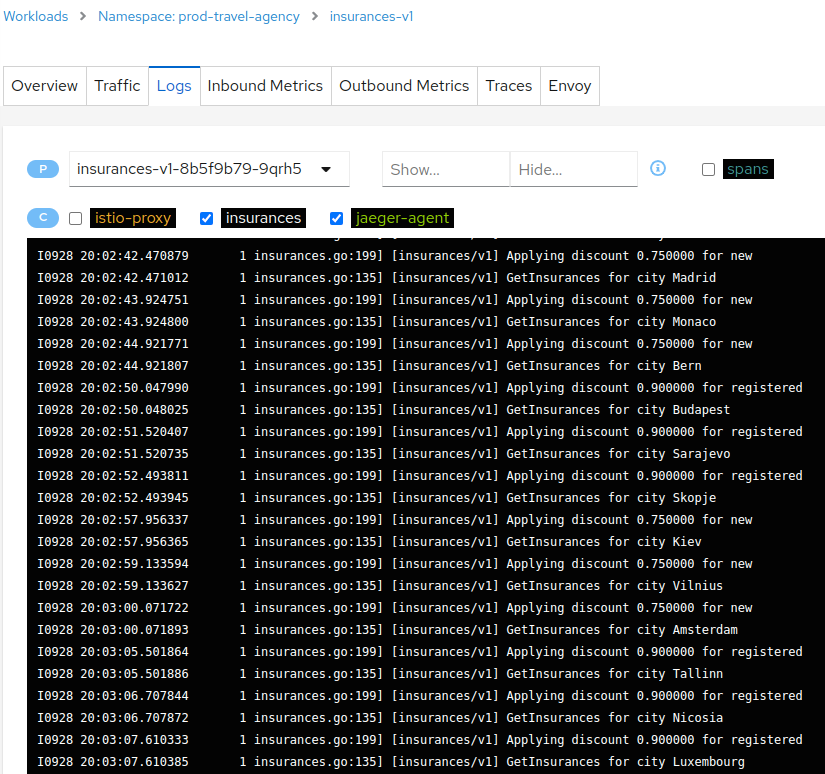 Workloads > Namespace: prod-travel-agency > insurances-v1
Overview Traffic Logs Inbound Metrics Outbound Metrics Traces Envoy
P insurances-v1-8b5f9b79-9qrh5 Show... Hide... spans
C istio-proxy insurances jaeger-agent
I0928 20:02:42.470879 1 insurances.go:199] [insurances/v1] Applying discount 0.750000 for new
I0928 20:02:42.471012 1 insurances.go:135] [insurances/v1] GetInsurances for city Madrid
I0928 20:02:43.924751 1 insurances.go:199] [insurances/v1] Applying discount 0.750000 for new
I0928 20:02:43.924800 1 insurances.go:135] [insurances/v1] GetInsurances for city Monaco
I0928 20:02:44.921771 1 insurances.go:199] [insurances/v1] Applying discount 0.750000 for new
I0928 20:02:44.921807 1 insurances.go:135] [insurances/v1] GetInsurances for city Bern
I0928 20:02:50.047990 1 insurances.go:199] [insurances/v1] Applying discount 0.900000 for registered
I0928 20:02:50.048025 1 insurances.go:135] [insurances/v1] GetInsurances for city Budapest
I0928 20:02:51.520407 1 insurances.go:199] [insurances/v1] Applying discount 0.900000 for registered
I0928 20:02:51.520735 1 insurances.go:135] [insurances/v1] GetInsurances for city Sarajevo
I0928 20:02:52.493811 1 insurances.go:199] [insurances/v1] Applying discount 0.900000 for registered
I0928 20:02:52.493945 1 insurances.go:135] [insurances/v1] GetInsurances for city Skopje
I0928 20:02:57.956337 1 insurances.go:199] [insurances/v1] Applying discount 0.750000 for new
I0928 20:02:57.956365 1 insurances.go:135] [insurances/v1] GetInsurances for city Kiev
I0928 20:02:59.133594 1 insurances.go:199] [insurances/v1] Applying discount 0.750000 for new
I0928 20:02:59.133627 1 insurances.go:135] [insurances/v1] GetInsurances for city Vilnius
I0928 20:03:00.071722 1 insurances.go:199] [insurances/v1] Applying discount 0.750000 for new
I0928 20:03:00.071893 1 insurances.go:135] [insurances/v1] GetInsurances for city Amsterdam
I0928 20:03:05.501864 1 insurances.go:199] [insurances/v1] Applying discount 0.900000 for registered
I0928 20:03:05.501886 1 insurances.go:135] [insurances/v1] GetInsurances for city Tallinn
I0928 20:03:06.707844 1 insurances.go:199] [insurances/v1] Applying discount 0.900000 for registered
I0928 20:03:06.707872 1 insurances.go:135] [insurances/v1] GetInsurances for city Nicosia
I0928 20:03:07.610333 1 insurances.go:199] [insurances/v1] Applying discount 0.900000 for registered
I0928 20:03:07.610385 1 insurances.go:135] [insurances/v1] GetInsurances for city Luxembourg